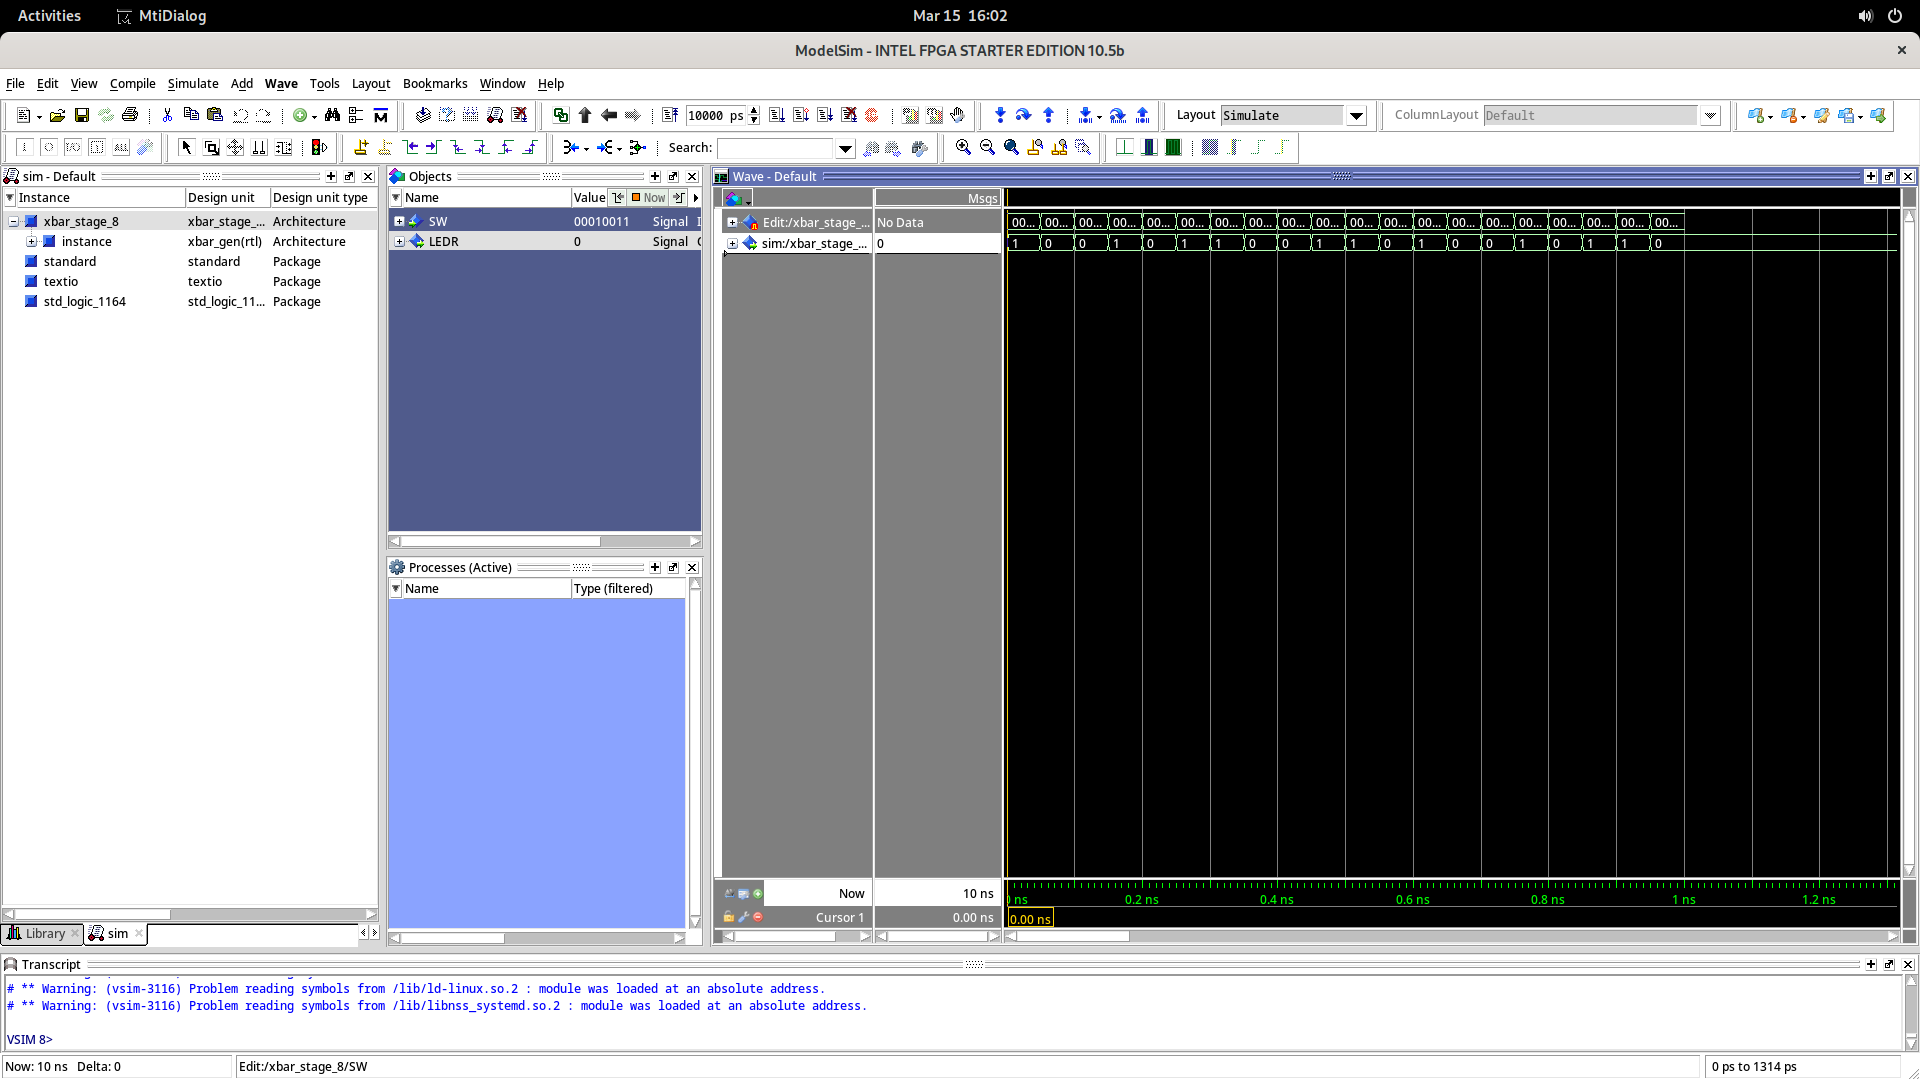 Activities MtiDialog Mar 15 16:02
ModelSim - INTEL FPGA STARTER EDITION 10.5b
File Edit View Compile Simulate Add Wave Tools Layout Bookmarks Window Help
10000 ps Layout Simulate ColumnLayout Default
Search:
sim - Default
Instance Design unit Design unit type
xbar_stage_8 xbar_stage_... Architecture
instance xbar_gen(rtl) Architecture
standard standard Package
textio textio Package
std_logic_1164 std_logic_11... Package
Library sim
Objects
Name Value Now
SW 00010011 Signal
LEDR 0 Signal
Processes (Active)
Name Type (filtered)
Wave - Default
Msgs
Edit:/xbar_stage_... No Data 00... 00... 00... 00... 00... 00... 00... 00... 00... 00... 00... 00... 00... 00... 00... 00... 00... 00... 00... 00...
sim:/xbar_stage_... 0 1 0 0 1 0 1 1 0 0 1 1 0 1 0 0 1 0 1 1 0
Now 10 ns ns 0.2 ns 0.4 ns 0.6 ns 0.8 ns 1 ns 1.2 ns
Cursor 1 0.00 ns 0.00 ns
Transcript
# ** Warning: (vsim-3116) Problem reading symbols from /lib/ld-linux.so.2 : module was loaded at an absolute address.
# ** Warning: (vsim-3116) Problem reading symbols from /lib/libnss_systemd.so.2 : module was loaded at an absolute address.
VSIM 8>
Now: 10 ns Delta: 0 Edit:/xbar_stage_8/SW 0 ps to 1314 ps